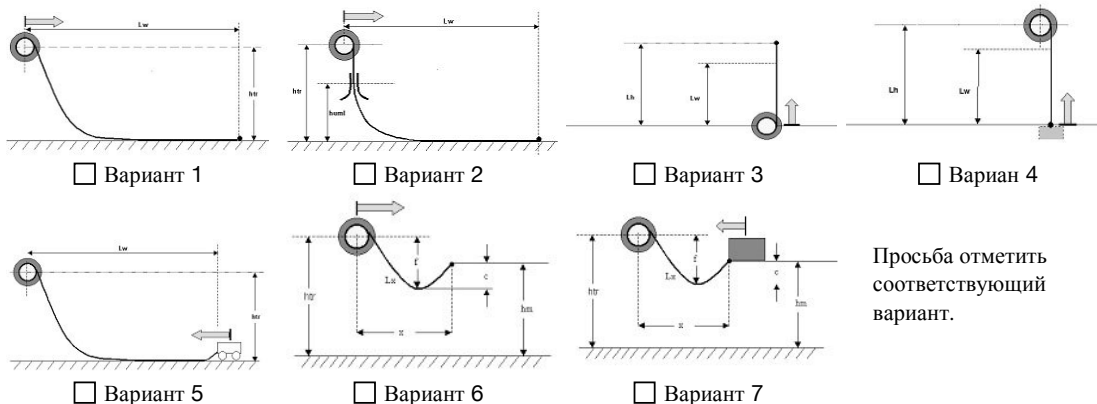 Lw
htr
☐ Вариант 1
Lw
htr
huml
☐ Вариант 2
Lh
Lw
☐ Вариант 3
Lh
Lw
☐ Вариан 4
Lw
htr
☐ Вариант 5
htr
Lx
f
c
hm
x
☐ Вариант 6
htr
Lx
f
c
hm
x
☐ Вариант 7
Просьба отметить
соответствующий
вариант.